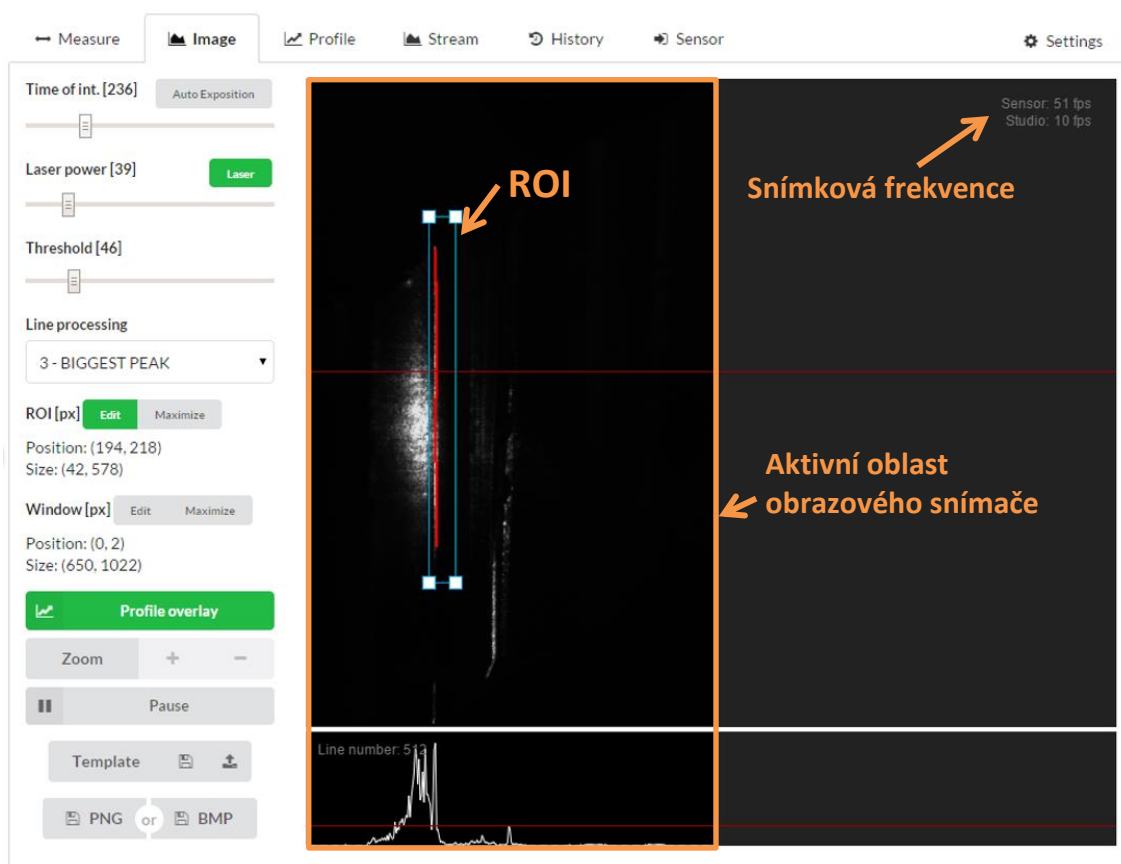 Measure
Image
Profile
Stream
History
Sensor
Settings
Time of int. [236]
Auto Exposition
Laser power [39]
Laser
Threshold [46]
Line processing
3 - BIGGEST PEAK
ROI [px]
Edit
Maximize
Position: (194, 218)
Size: (42, 578)
Window [px]
Edit
Maximize
Position: (0, 2)
Size: (650, 1022)
Profile overlay
Zoom
+
−
Pause
Template
PNG
or
BMP
Sensor: 51 fps
Studio: 10 fps
ROI
Snímková frekvence
Aktivní oblast
obrazového snímače
Line number: 512